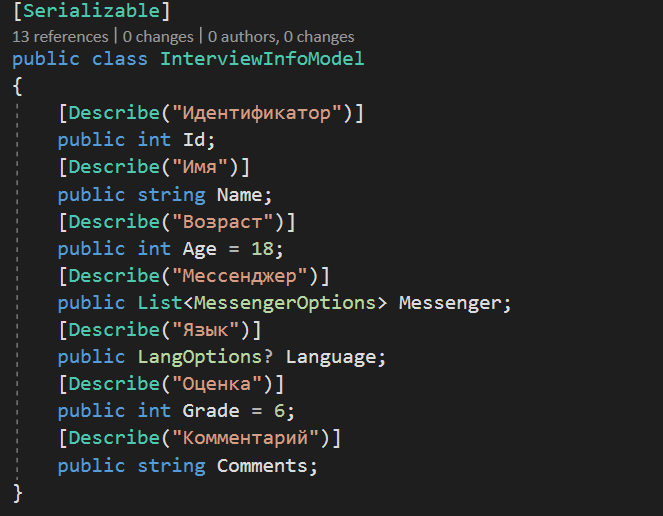 [Serializable]
13 references | 0 changes | 0 authors, 0 changes
public class InterviewInfoModel
{
[Describe("Идентификатор")]
public int Id;
[Describe("Имя")]
public string Name;
[Describe("Возраст")]
public int Age = 18;
[Describe("Мессенджер")]
public List<MessengerOptions> Messenger;
[Describe("Язык")]
public LangOptions? Language;
[Describe("Оценка")]
public int Grade = 6;
[Describe("Комментарий")]
public string Comments;
}